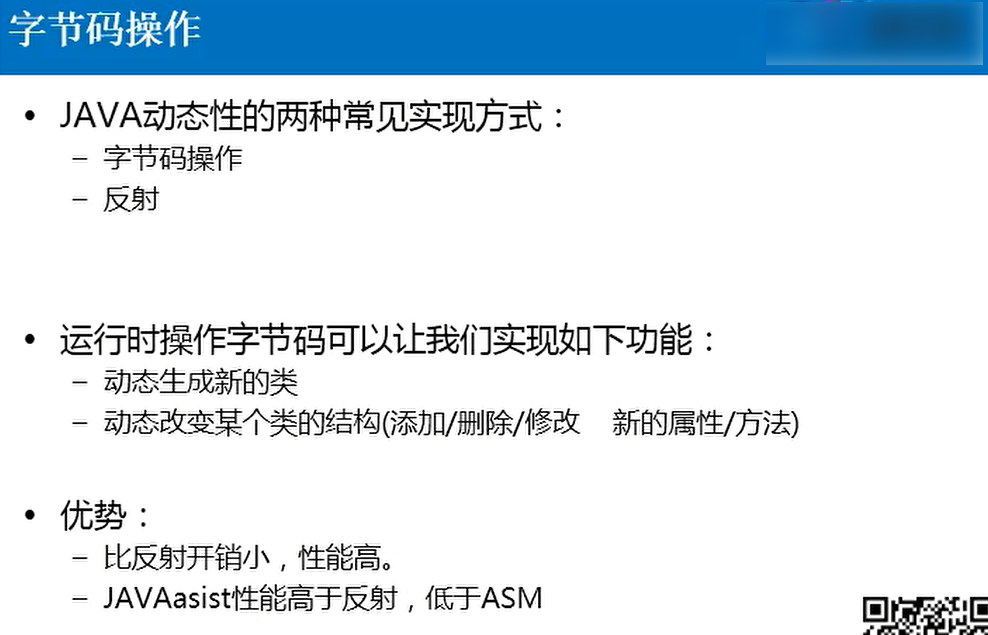 字节码操作
• JAVA动态性的两种常见实现方式：
– 字节码操作
– 反射
• 运行时操作字节码可以让我们实现如下功能：
– 动态生成新的类
– 动态改变某个类的结构(添加/删除/修改 新的属性/方法)
• 优势：
– 比反射开销小，性能高。
– JAVAasist性能高于反射，低于ASM